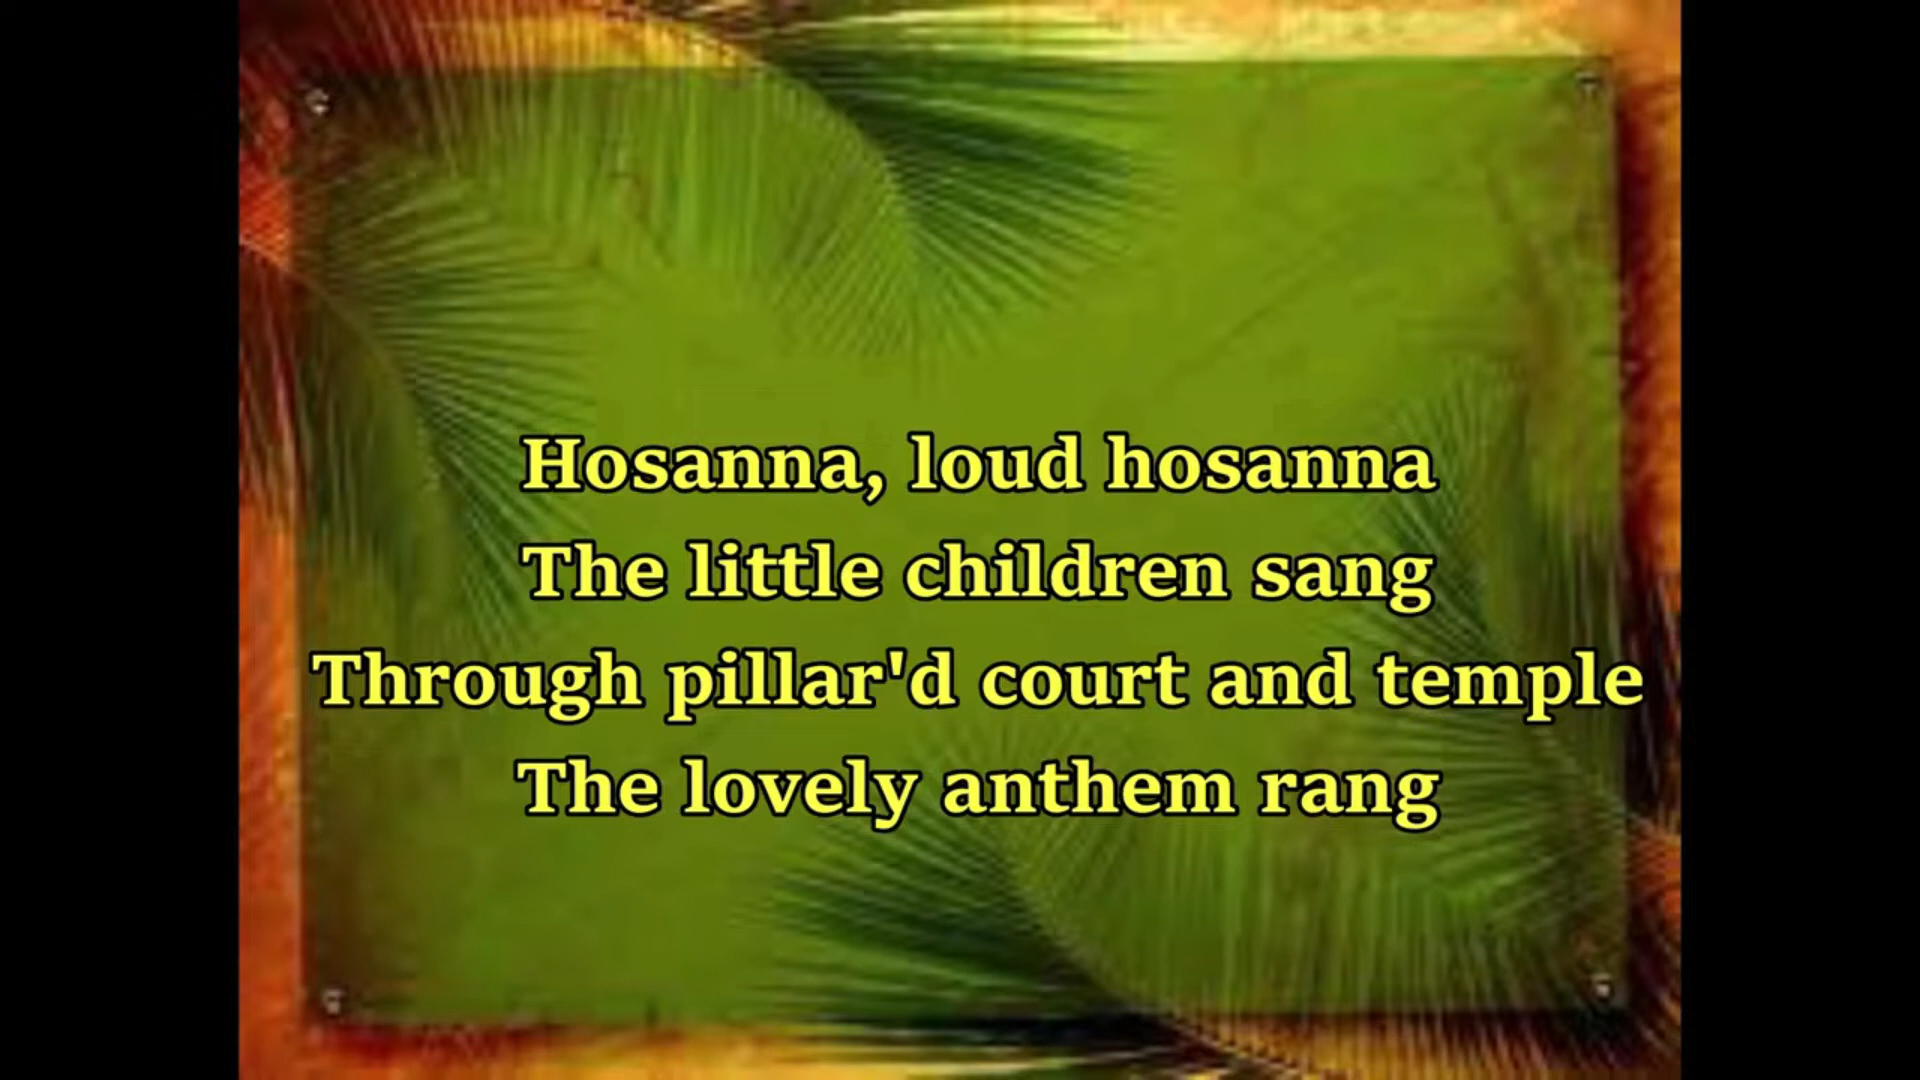 Hosanna, loud hosanna
The little children sang
Through pillar'd court and temple
The lovely anthem rang